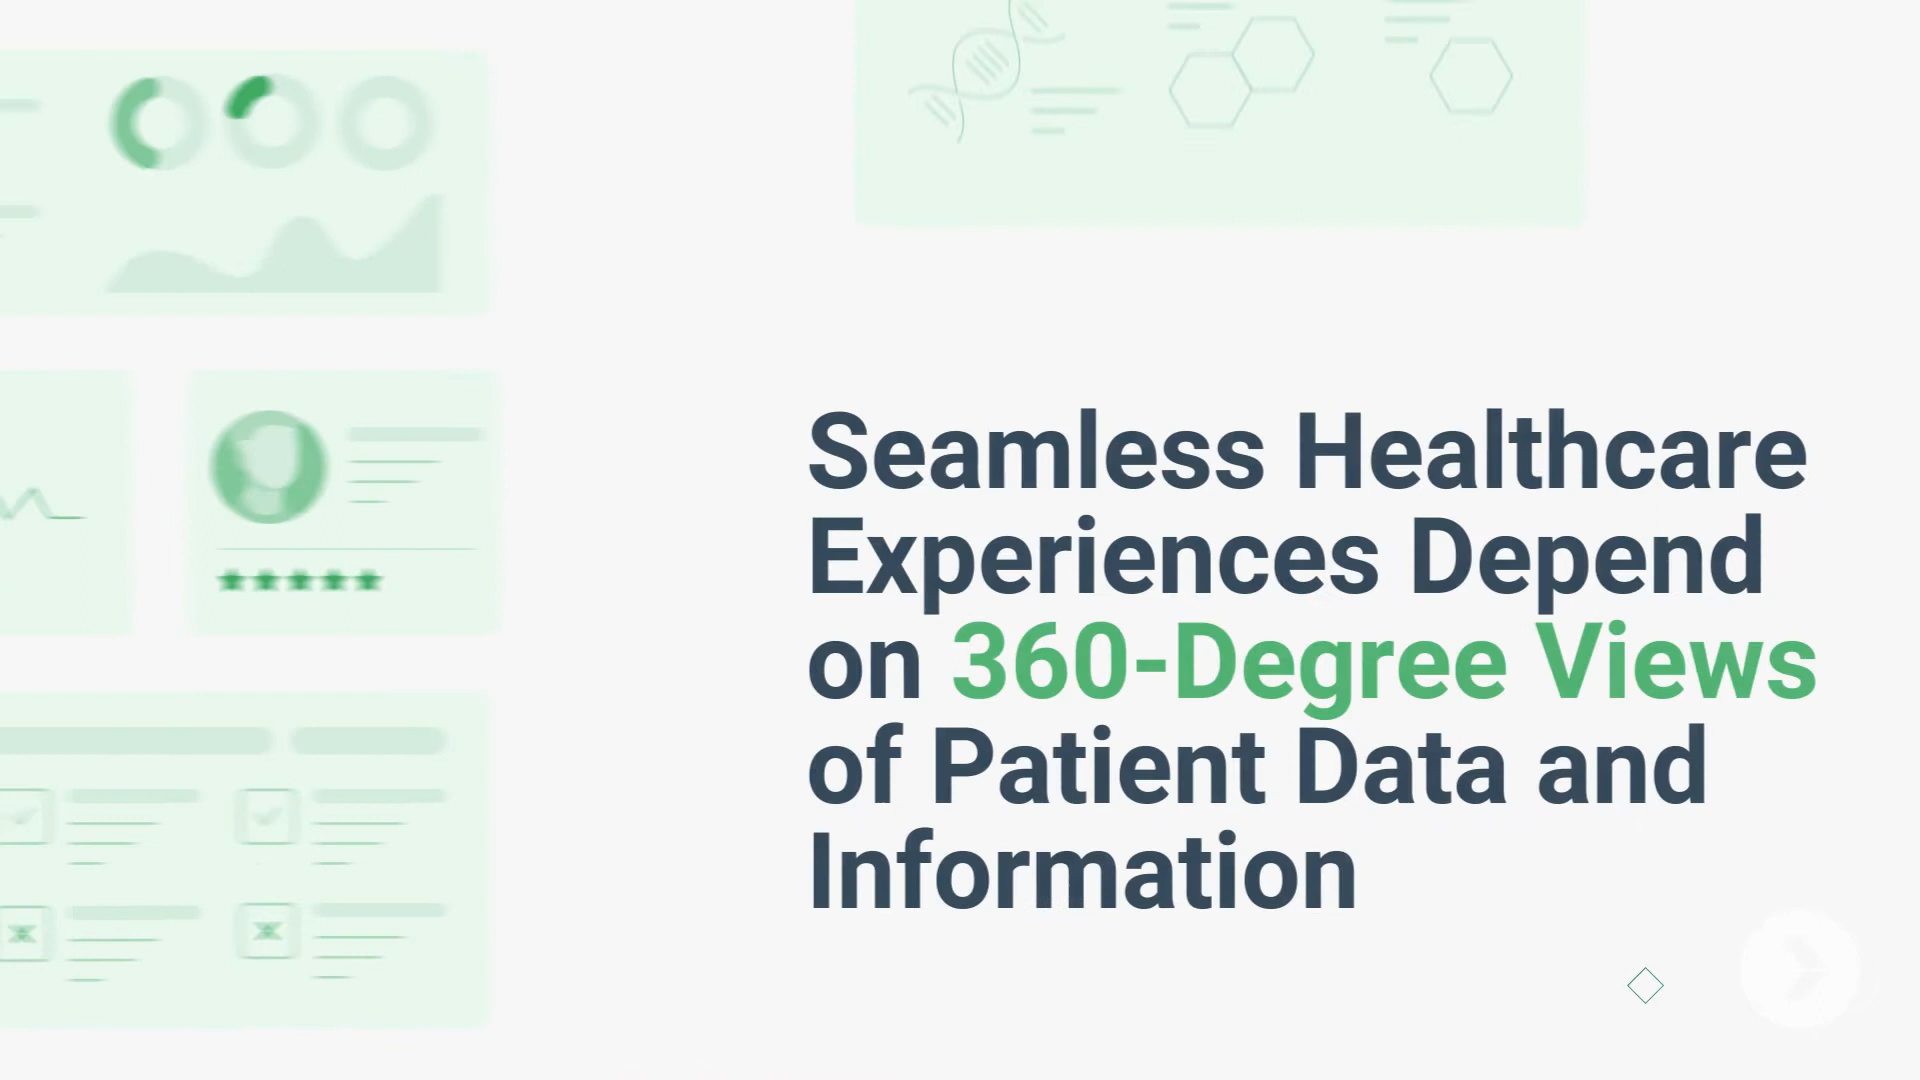 Seamless Healthcare
Experiences Depend
on 360-Degree Views
of Patient Data and
Information